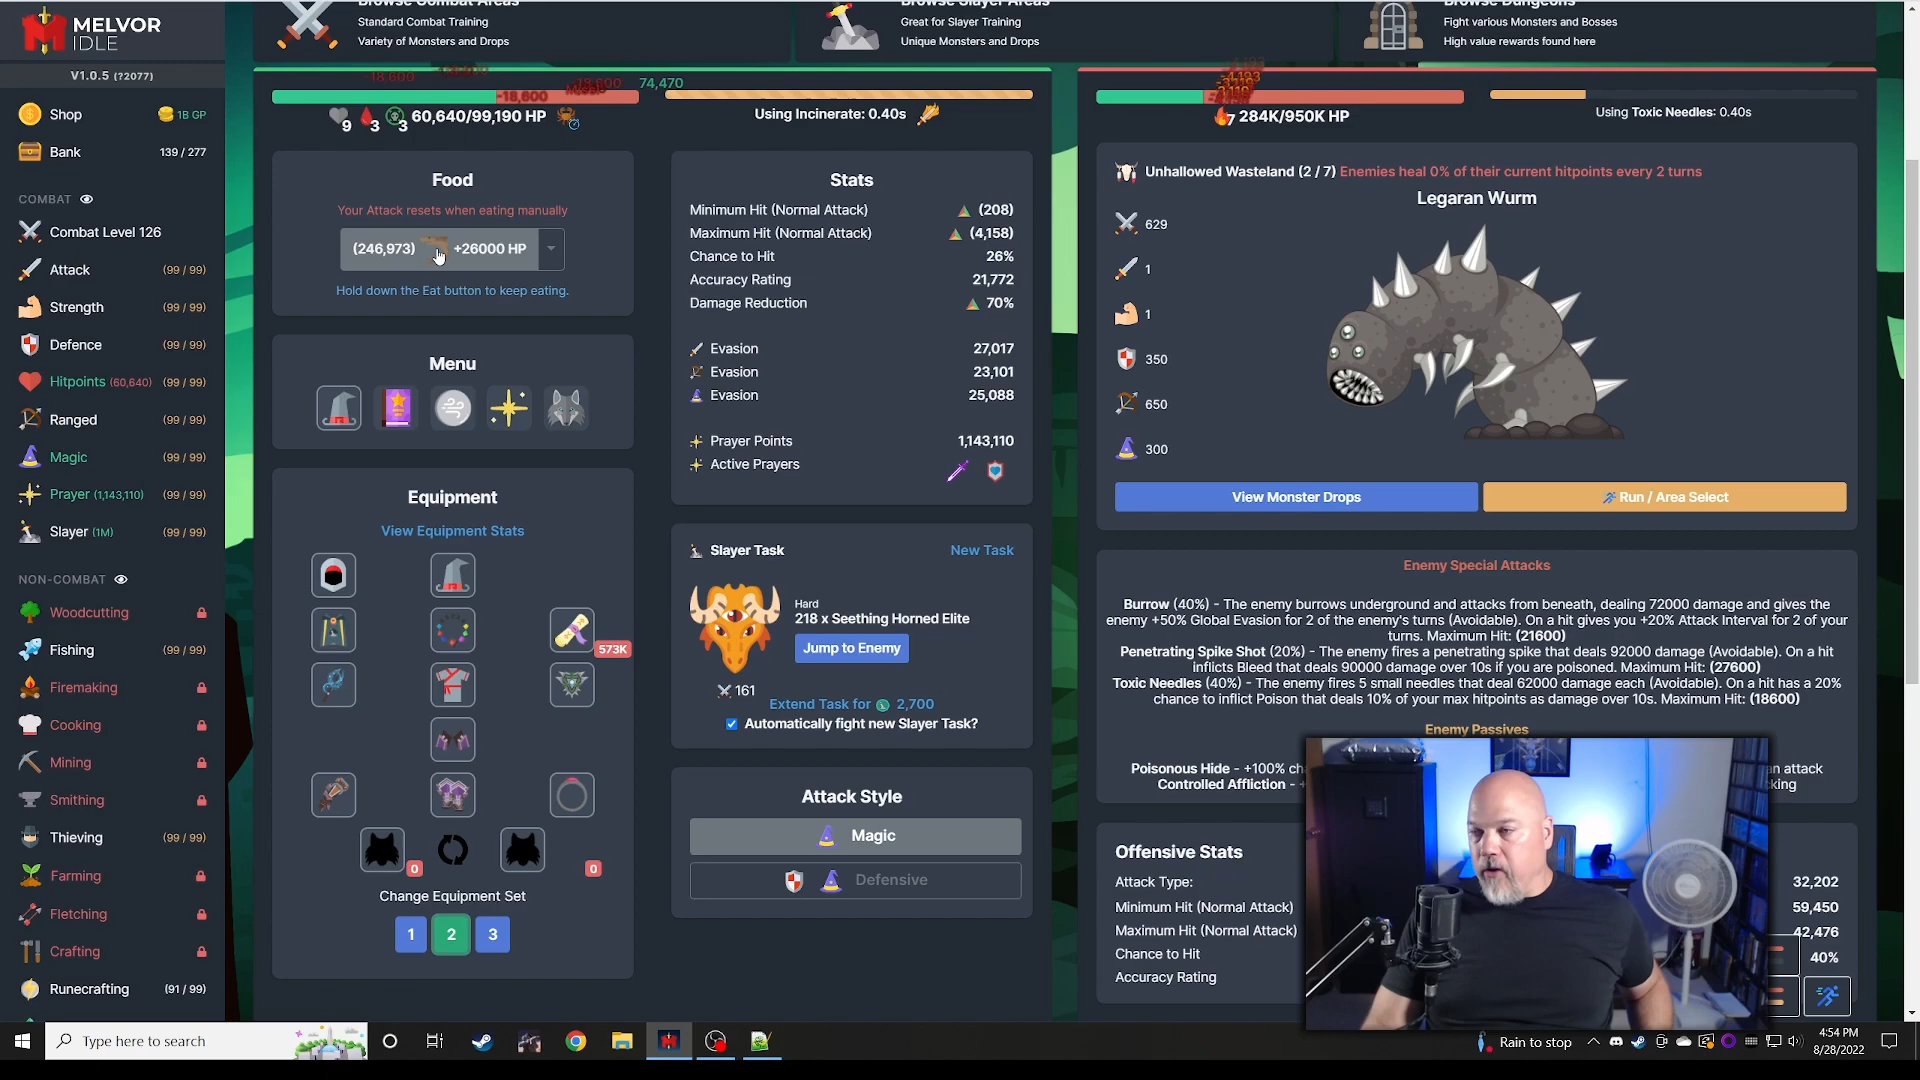 MELVOR
IDLE
V1.0.5 (?2077)
Shop 1B GP
Bank 139 / 277
COMBAT
Combat Level 126
Attack (99 / 99)
Strength (99 / 99)
Defence (99 / 99)
Hitpoints (60,640) (99 / 99)
Ranged (99 / 99)
Magic (99 / 99)
Prayer (1,143,110) (99 / 99)
Slayer (1M) (99 / 99)
NON-COMBAT
Woodcutting
Fishing (99 / 99)
Firemaking
Cooking
Mining
Smithing
Thieving (99 / 99)
Farming
Fletching
Crafting
Runecrafting (91 / 99)
Browse Combat Areas
Standard Combat Training
Variety of Monsters and Drops
Browse Slayer Areas
Great for Slayer Training
Unique Monsters and Drops
Browse Dungeons
Fight various Monsters and Bosses
High value rewards found here
-18,600
-18,600
74,470
-18,600
9 3 3 60,640/99,190 HP
Using Incinerate: 0.40s
Food
Your Attack resets when eating manually
(246,973) +26000 HP
Hold down the Eat button to keep eating.
Menu
Equipment
View Equipment Stats
573K
0
0
Change Equipment Set
1 2 3
Stats
Minimum Hit (Normal Attack) (208)
Maximum Hit (Normal Attack) (4,158)
Chance to Hit 26%
Accuracy Rating 21,772
Damage Reduction 70%
Evasion 27,017
Evasion 23,101
Evasion 25,088
Prayer Points 1,143,110
Active Prayers
Slayer Task New Task
Hard
218 x Seething Horned Elite
Jump to Enemy
161
Extend Task for 2,700
Automatically fight new Slayer Task?
Attack Style
Magic
Defensive
-4,193
7 284K/950K HP
Using Toxic Needles: 0.40s
Unhallowed Wasteland (2 / 7) Enemies heal 0% of their current hitpoints every 2 turns
Legaran Wurm
629
1
1
350
650
300
View Monster Drops
Run / Area Select
Enemy Special Attacks
Burrow (40%) - The enemy burrows underground and attacks from beneath, dealing 72000 damage and gives the
enemy +50% Global Evasion for 2 of the enemy's turns (Avoidable). On a hit gives you +20% Attack Interval for 2 of your
turns. Maximum Hit: (21600)
Penetrating Spike Shot (20%) - The enemy fires a penetrating spike that deals 92000 damage (Avoidable). On a hit
inflicts Bleed that deals 90000 damage over 10s if you are poisoned. Maximum Hit: (27600)
Toxic Needles (40%) - The enemy fires 5 small needles that deal 62000 damage each (Avoidable). On a hit has a 20%
chance to inflict Poison that deals 10% of your max hitpoints as damage over 10s. Maximum Hit: (18600)
Enemy Passives
Poisonous Hide - +100% ch an attack
Controlled Affliction - + king
Offensive Stats
Attack Type: 32,202
Minimum Hit (Normal Attack) 59,450
Maximum Hit (Normal Attack) 42,476
Chance to Hit 40%
Accuracy Rating
Type here to search
Rain to stop
4:54 PM
8/28/2022